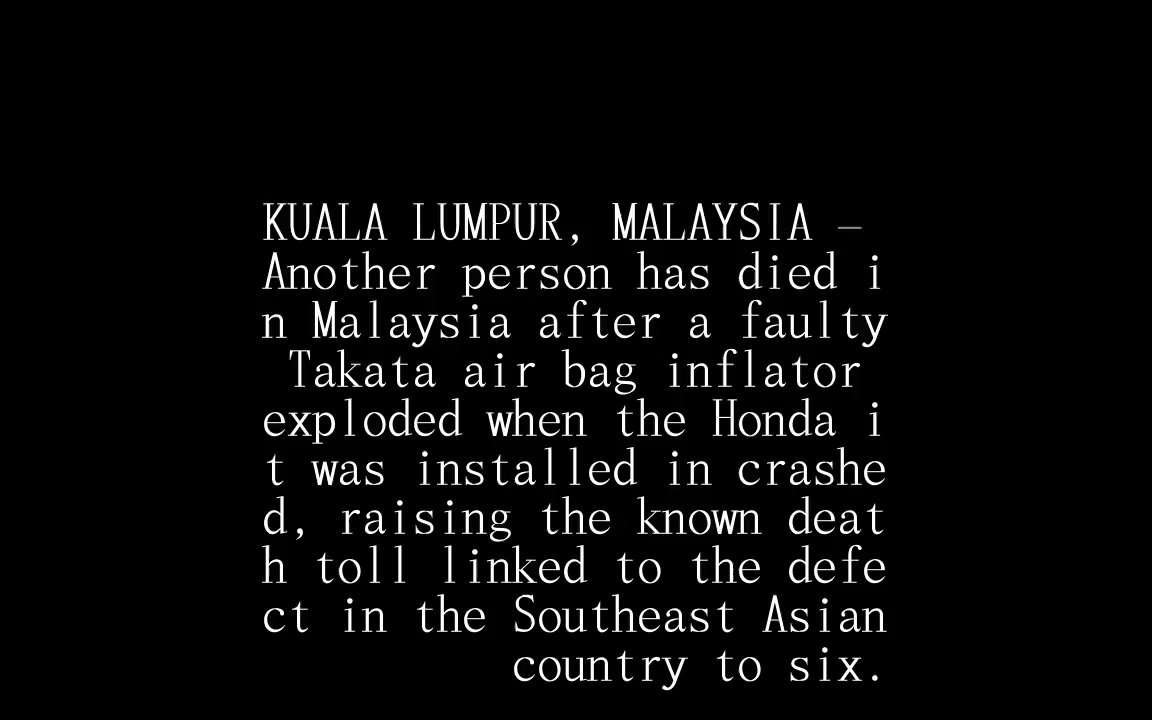 KUALA LUMPUR, MALAYSIA —
Another person has died i
n Malaysia after a faulty
Takata air bag inflator
exploded when the Honda i
t was installed in crashe
d, raising the known deat
h toll linked to the defe
ct in the Southeast Asian
country to six.